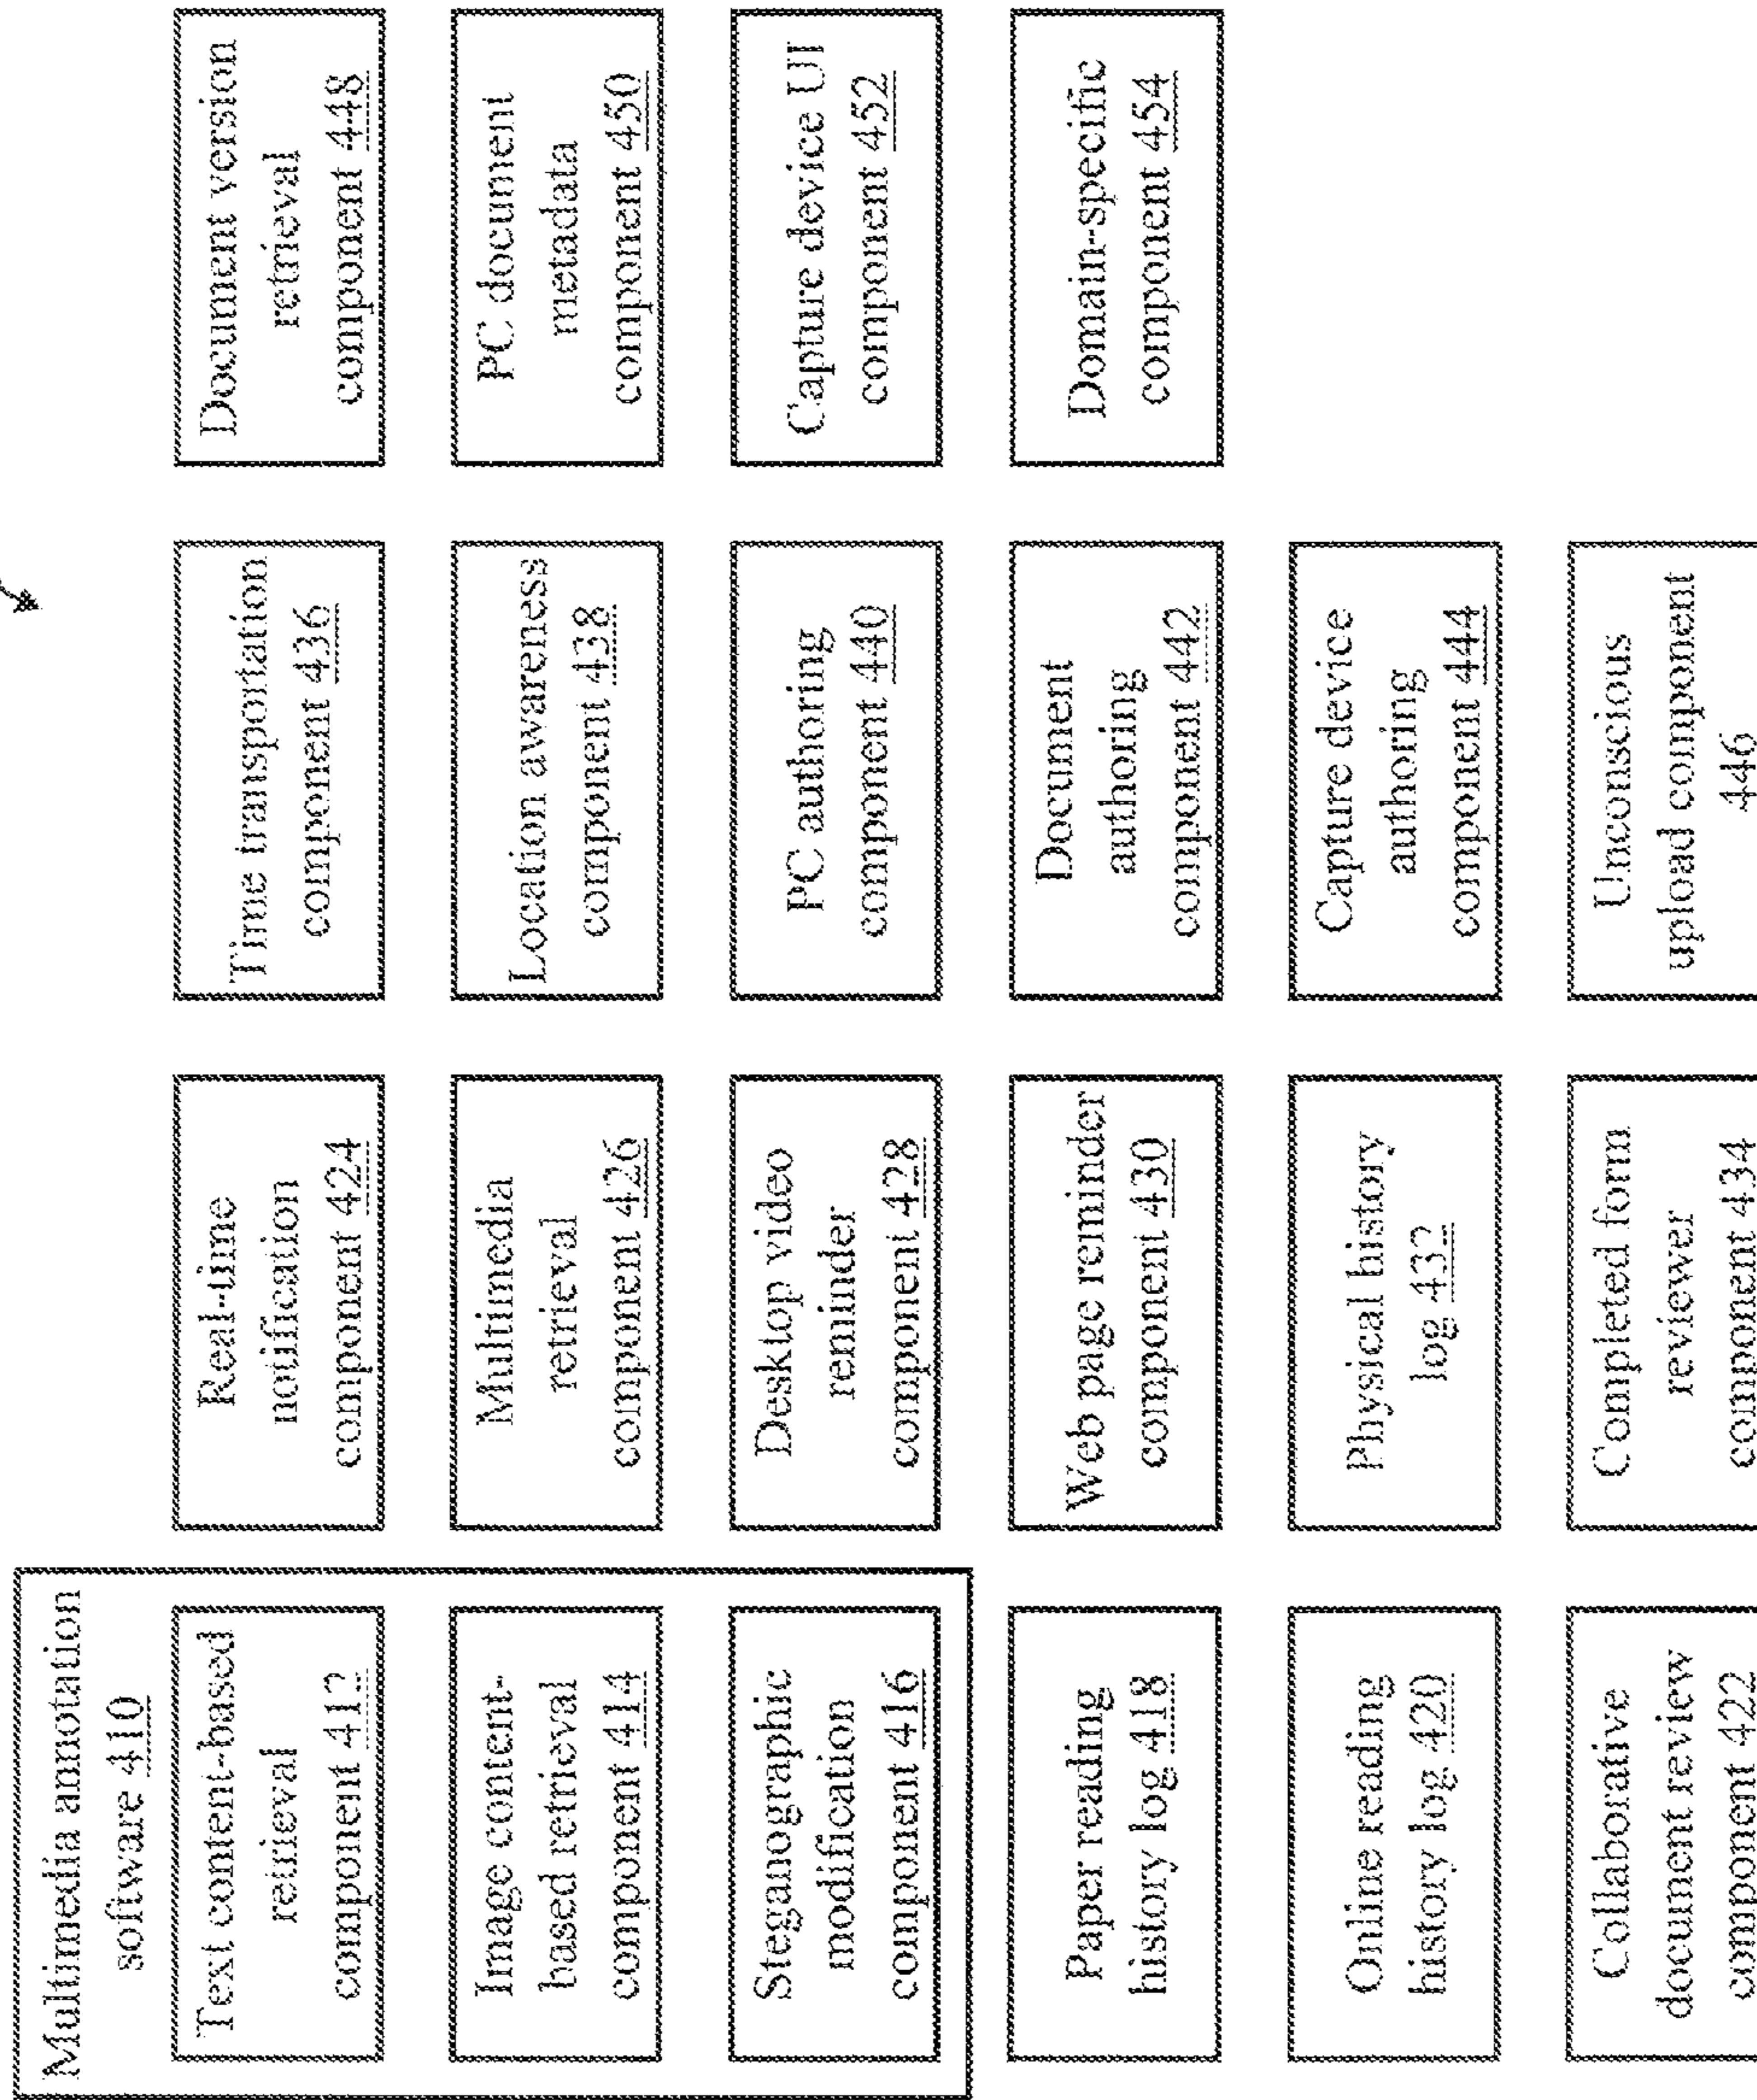 Multimedia annotation
software 410
Text content-based
retrieval
component 412
Image content-
based retrieval
component 414
Steganographic
modification
component 416
Paper reading
history log 418
Online reading
history log 420
Collaborative
document review
component 422
Real-time
notification
component 424
Multimedia
retrieval
component 426
Desktop video
reminder
component 428
Web page reminder
component 430
Physical history
log 432
Completed form
reviewer
component 434
Time transportation
component 436
Location awareness
component 438
PC authoring
component 440
Document
authoring
component 442
Capture device
authoring
component 444
Unconscious
upload component
446
Document version
retrieval
component 448
PC document
metadata
component 450
Capture device UI
component 452
Domain-specific
component 454